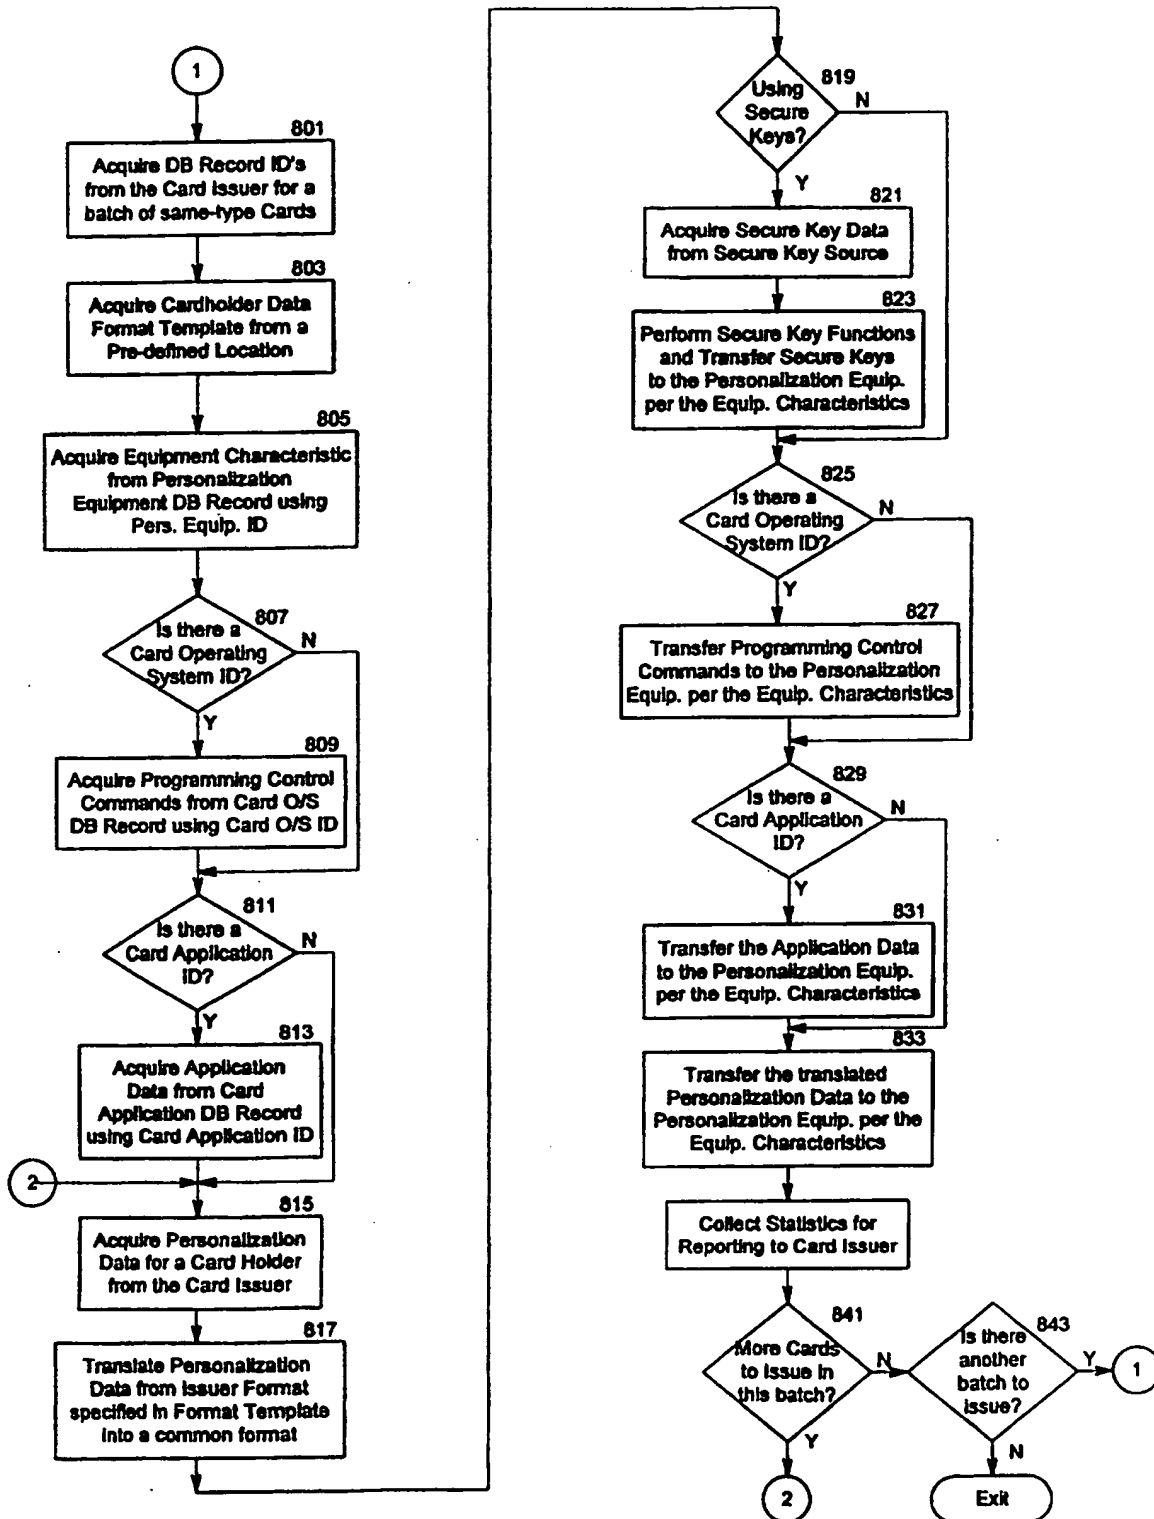 1
801
Acquire DB Record ID's
from the Card Issuer for a
batch of same-type Cards
803
Acquire Cardholder Data
Format Template from a
Pre-defined Location
805
Acquire Equipment Characteristic
from Personalization
Equipment DB Record using
Pers. Equip. ID
807
Is there a
Card Operating
System ID?
N
Y
809
Acquire Programming Control
Commands from Card O/S
DB Record using Card O/S ID
811
Is there a
Card Application
ID?
N
Y
813
Acquire Application
Data from Card
Application DB Record
using Card Application ID
2
815
Acquire Personalization
Data for a Card Holder
from the Card Issuer
817
Translate Personalization
Data from Issuer Format
specified in Format Template
into a common format
819
Using
Secure
Keys?
N
Y
821
Acquire Secure Key Data
from Secure Key Source
823
Perform Secure Key Functions
and Transfer Secure Keys
to the Personalization Equip.
per the Equip. Characteristics
825
Is there a
Card Operating
System ID?
N
Y
827
Transfer Programming Control
Commands to the Personalization
Equip. per the Equip. Characteristics
829
Is there a
Card Application
ID?
N
Y
831
Transfer the Application Data
to the Personalization Equip.
per the Equip. Characteristics
833
Transfer the translated
Personalization Data to the
Personalization Equip. per the
Equip. Characteristics
Collect Statistics for
Reporting to Card Issuer
841
More Cards
to issue in
this batch?
N
Y
2
843
Is there
another
batch to
issue?
Y
1
N
Exit